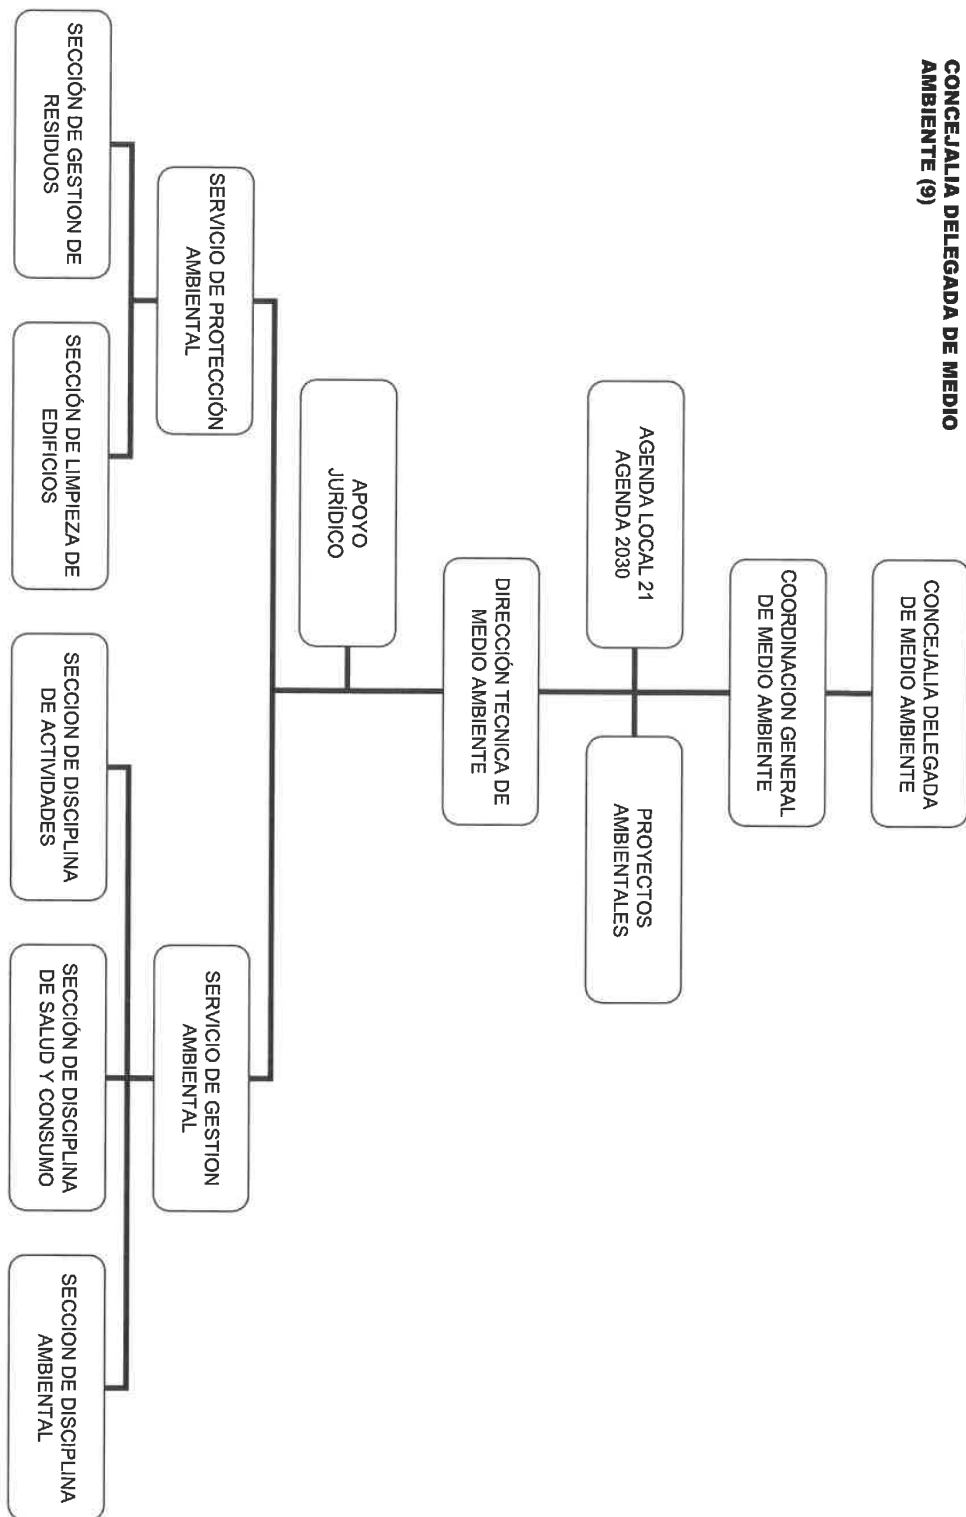 CONCEJALIA DELEGADA DE MEDIO
AMBIENTE (9)
CONCEJALIA DELEGADA
DE MEDIO AMBIENTE
COORDINACION GENERAL
DE MEDIO AMBIENTE
AGENDA LOCAL 21
AGENDA 2030
PROYECTOS
AMBIENTALES
DIRECCIÓN TECNICA DE
MEDIO AMBIENTE
APOYO
JURÍDICO
SERVICIO DE PROTECCIÓN
AMBIENTAL
SERVICIO DE GESTION
AMBIENTAL
SECCIÓN DE GESTION DE
RESIDUOS
SECCIÓN DE LIMPIEZA DE
EDIFICIOS
SECCION DE DISCIPLINA
DE ACTIVIDADES
SECCIÓN DE DISCIPLINA
DE SALUD Y CONSUMO
SECCION DE DISCIPLINA
AMBIENTAL